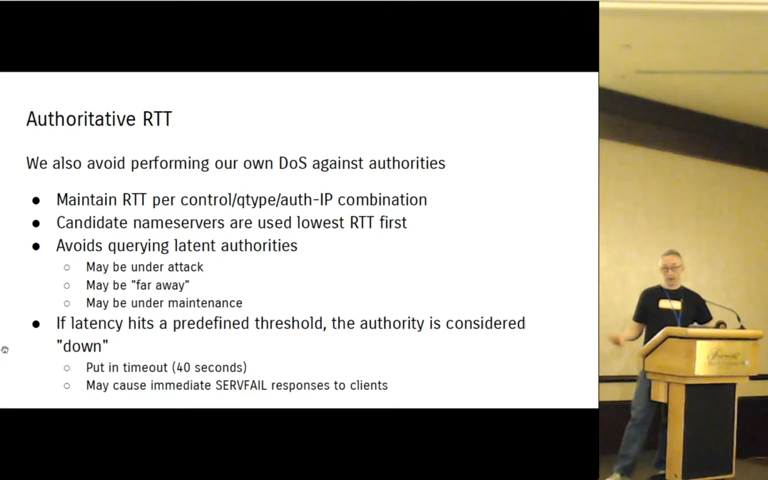 Authoritative RTT
We also avoid performing our own DoS against authorities
● Maintain RTT per control/qtype/auth-IP combination
● Candidate nameservers are used lowest RTT first
● Avoids querying latent authorities
○ May be under attack
○ May be "far away"
○ May be under maintenance
● If latency hits a predefined threshold, the authority is considered
"down"
○ Put in timeout (40 seconds)
○ May cause immediate SERVFAIL responses to clients